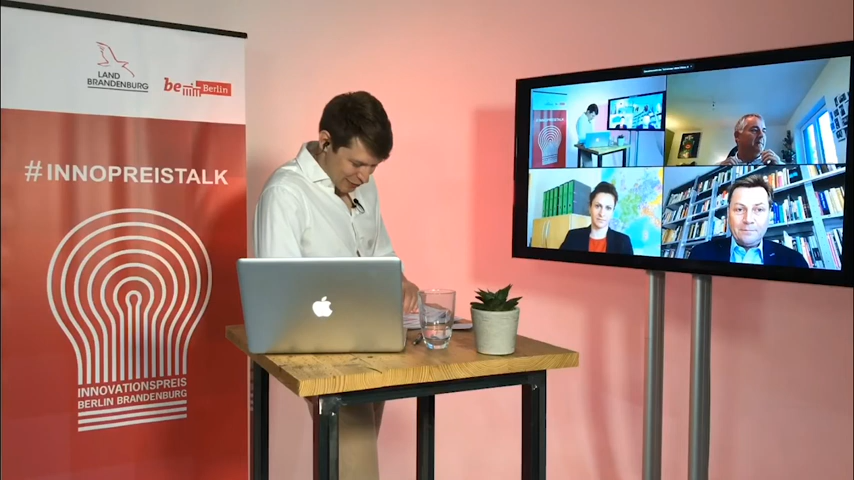 LAND
BRANDENBURG
be Berlin
#INNOPREISTALK
INNOVATIONSPREIS
BERLIN BRANDENBURG